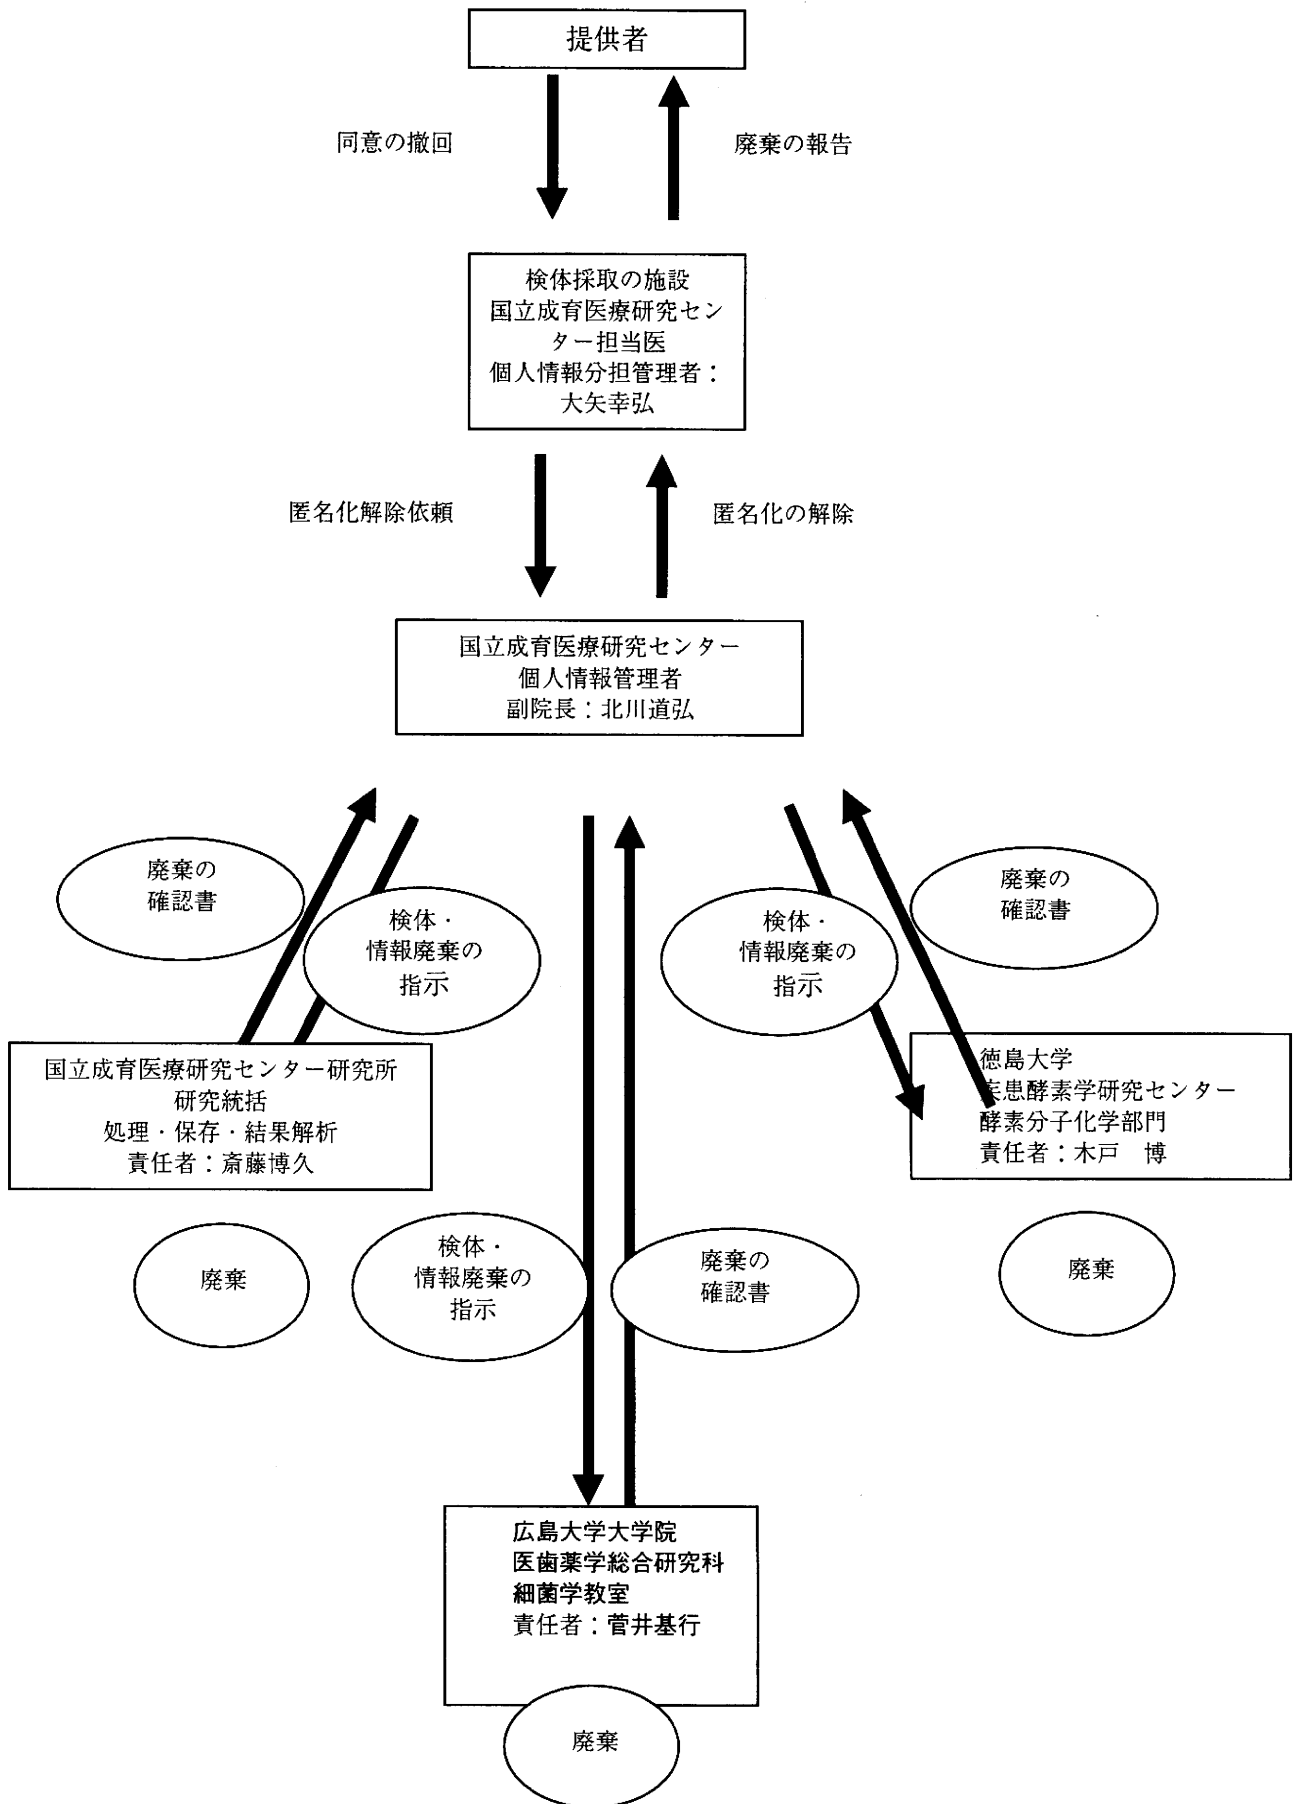 提供者
同意の撤回
廃棄の報告
検体採取の施設
国立成育医療研究セン
ター担当医
個人情報分担管理者：
大矢幸弘
匿名化解除依頼
匿名化の解除
国立成育医療研究センター
個人情報管理者
副院長：北川道弘
廃棄の
確認書
検体・
情報廃棄の
指示
検体・
情報廃棄の
指示
廃棄の
確認書
国立成育医療研究センター研究所
研究統括
処理・保存・結果解析
責任者：斎藤博久
徳島大学
疾患酵素学研究センター
酵素分子化学部門
責任者：木戸　博
廃棄
検体・
情報廃棄の
指示
廃棄の
確認書
廃棄
広島大学大学院
医歯薬学総合研究科
細菌学教室
責任者：菅井基行
廃棄